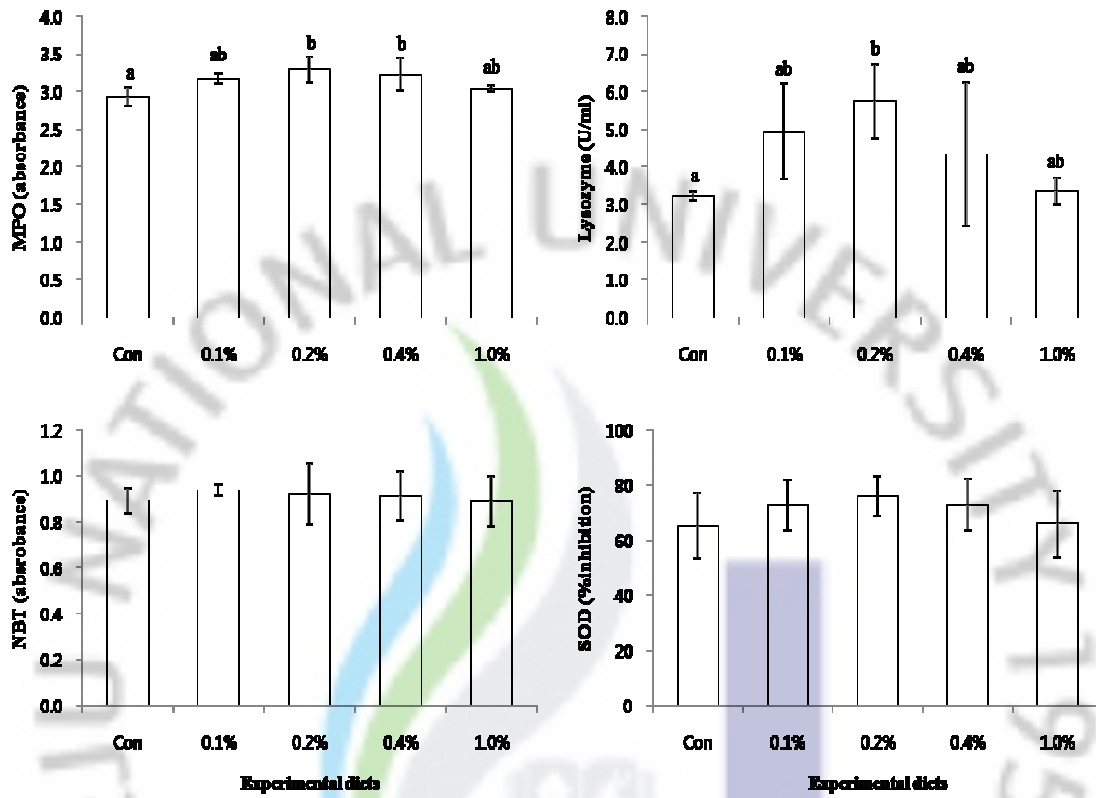 MPO (absorbance)
4.0
3.5
3.0
2.5
2.0
1.5
1.0
0.5
0.0
a
ab
b
b
ab
Con 0.1% 0.2% 0.4% 1.0%
Lysozyme (U/ml)
8.0
7.0
6.0
5.0
4.0
3.0
2.0
1.0
0.0
a
ab
b
ab
ab
Con 0.1% 0.2% 0.4% 1.0%
NBT (absrobance)
1.2
1.0
0.8
0.6
0.4
0.2
0.0
Con 0.1% 0.2% 0.4% 1.0%
Experimental diets
SOD (%inhibition)
100
80
60
40
20
0
Con 0.1% 0.2% 0.4% 1.0%
Experimental diets
NATIONAL UNIVERSITY